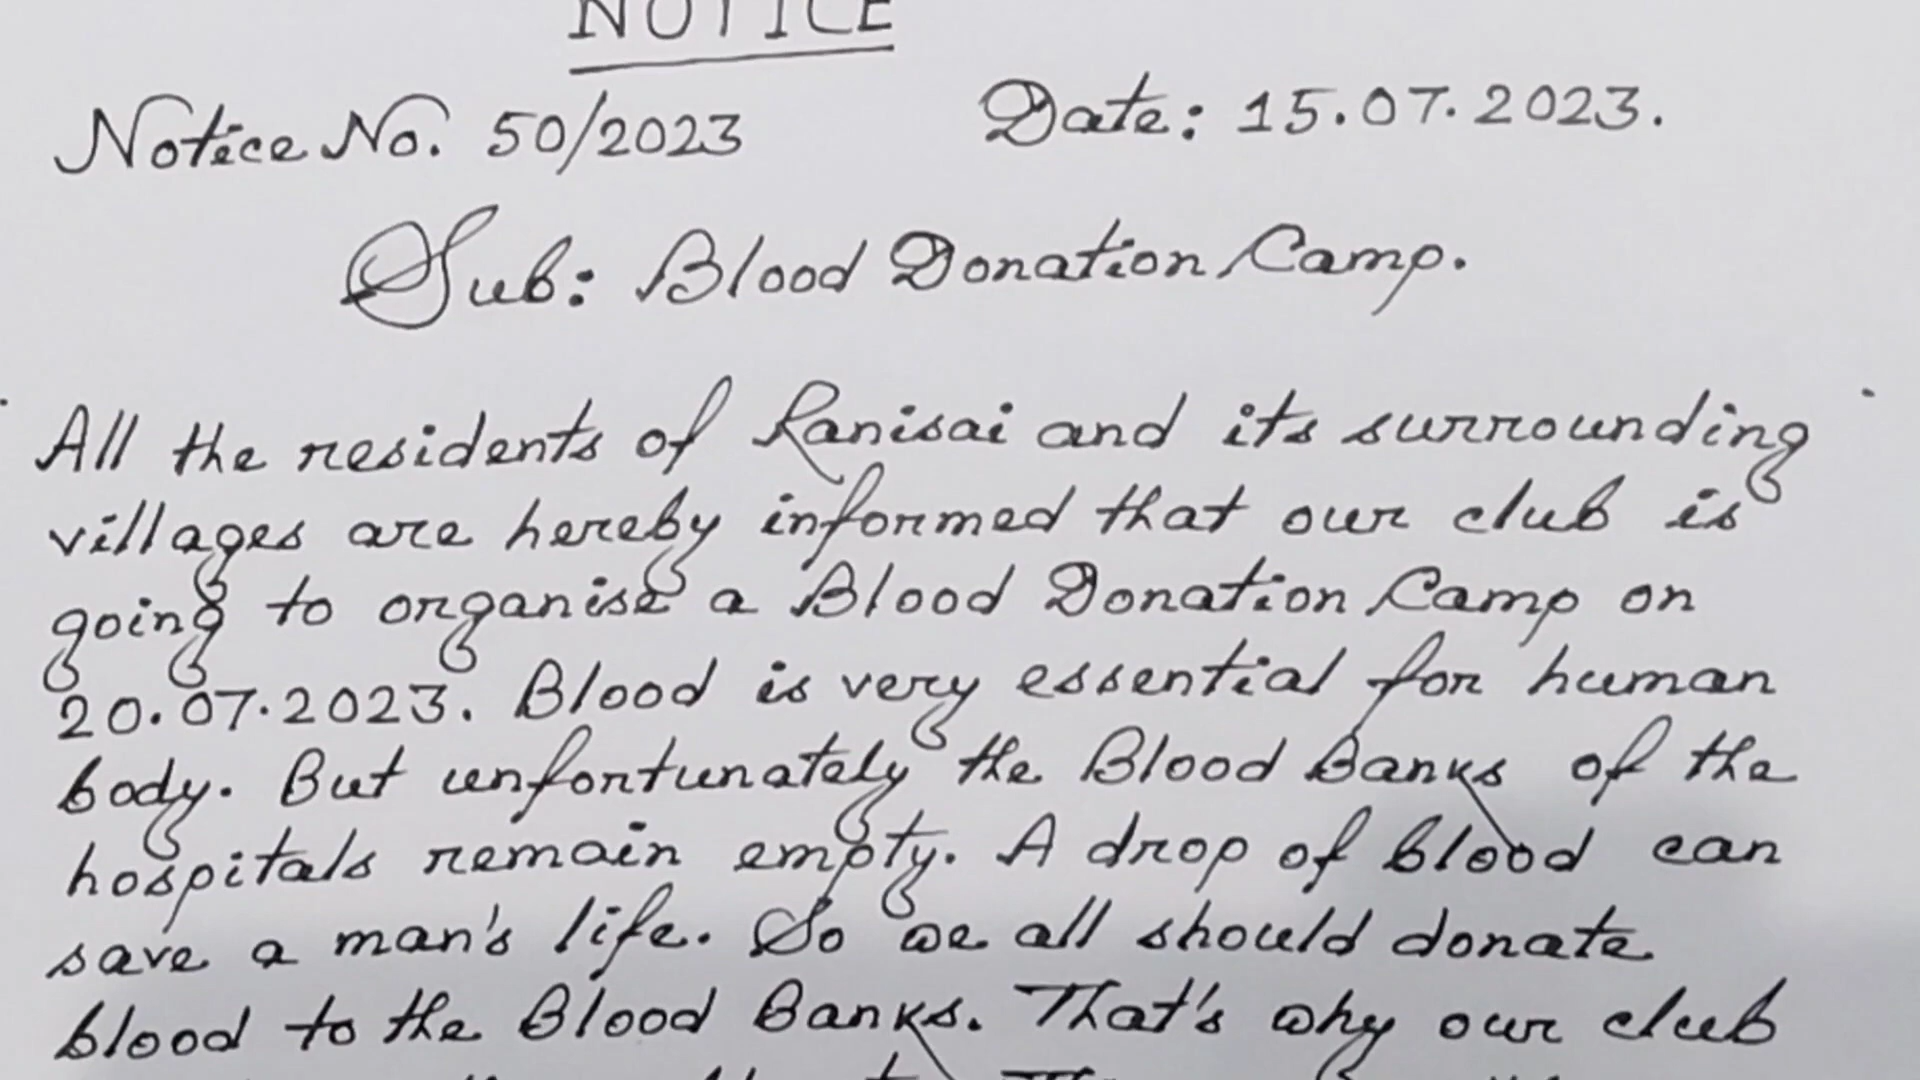 NOTICE
Notice No. 50/2023 Date: 15.07.2023.
Sub: Blood Donation Camp.
All the residents of Ranisai and its surrounding
villages are hereby informed that our club is
going to organise a Blood Donation Camp on
20.07.2023. Blood is very essential for human
body. But unfortunately the Blood Banks of the
hospitals remain empty. A drop of blood can
save a man's life. So we all should donate
blood to the Blood Banks. That's why our club